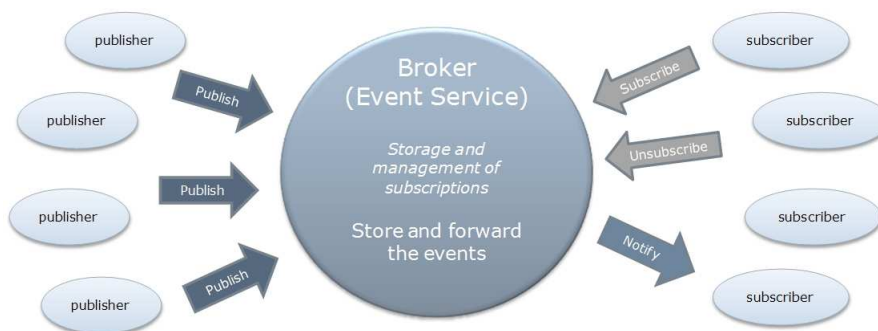 publisher
publisher
publisher
publisher
Publish
Publish
Publish
Broker
(Event Service)
Storage and
management of
subscriptions
Store and forward
the events
Subscribe
Unsubscribe
Notify
subscriber
subscriber
subscriber
subscriber